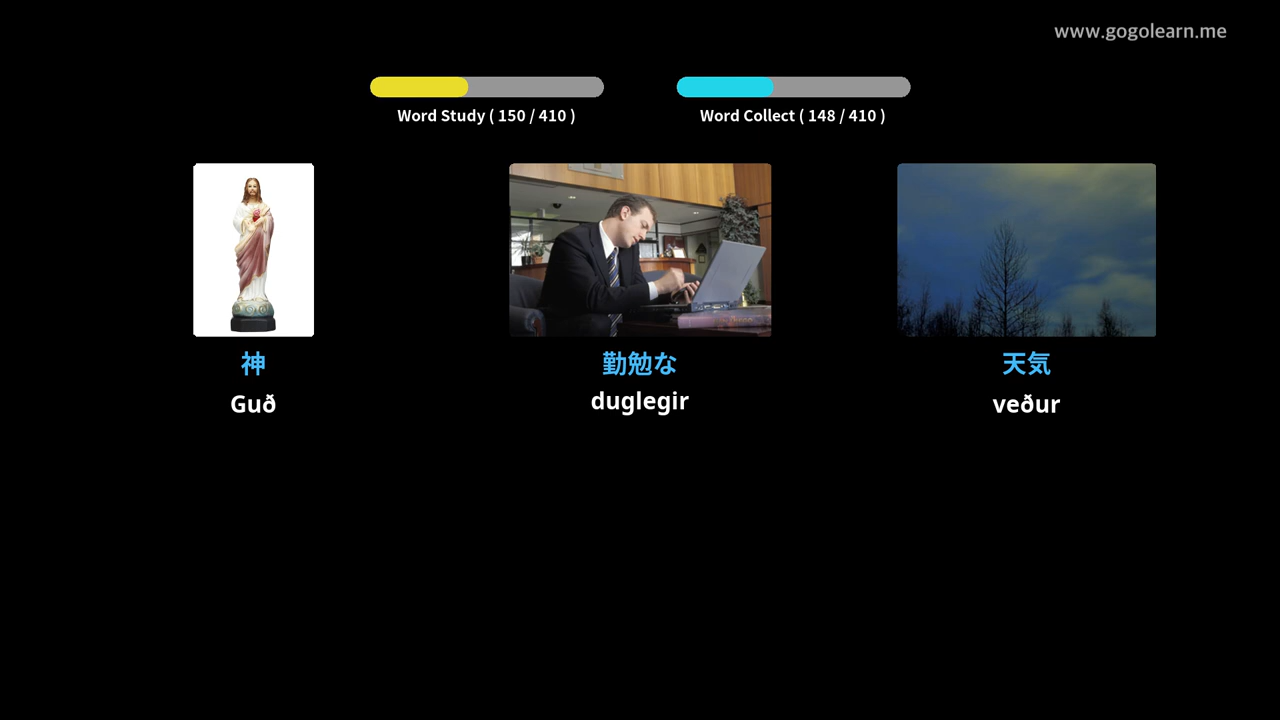 www.gogolearn.me
Word Study ( 150 / 410 )
Word Collect ( 148 / 410 )
神
勤勉な
天気
Guð
duglegir
veður